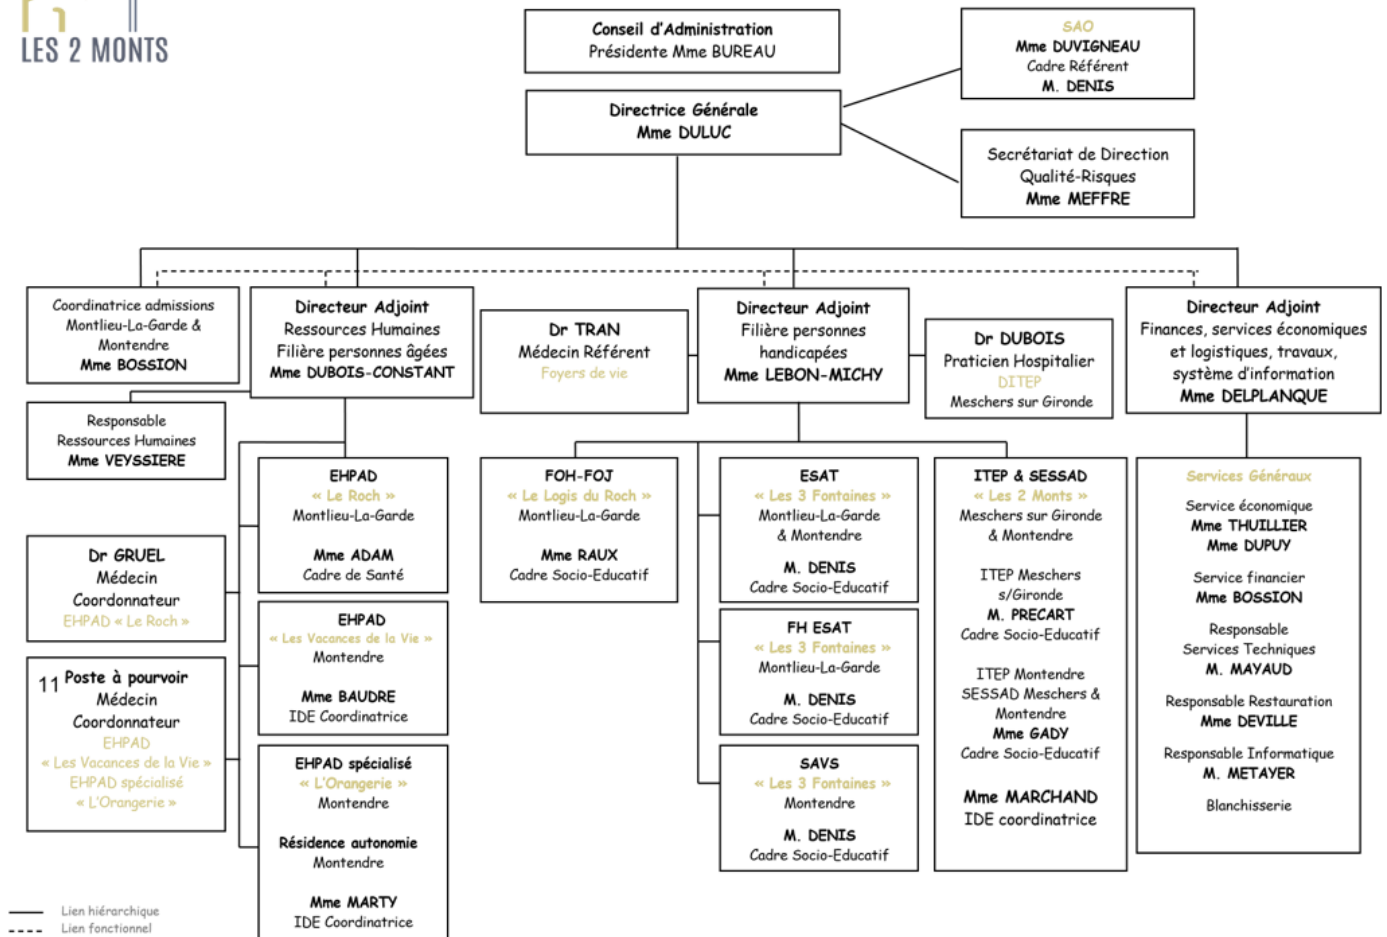 LES 2 MONTS
Conseil d'Administration
Présidente Mme BUREAU
SAO
Mme DUVIGNEAU
Cadre Référent
M. DENIS
Directrice Générale
Mme DULUC
Secrétariat de Direction
Qualité-Risques
Mme MEFFRE
Coordinatrice admissions
Montlieu-La-Garde &
Montendre
Mme BOSSION
Directeur Adjoint
Ressources Humaines
Filière personnes âgées
Mme DUBOIS-CONSTANT
Dr TRAN
Médecin Référent
Foyers de vie
Directeur Adjoint
Filière personnes
handicapées
Mme LEBON-MICHY
Dr DUBOIS
Praticien Hospitalier
DITEP
Meschers sur Gironde
Directeur Adjoint
Finances, services économiques
et logistiques, travaux,
système d'information
Mme DELPLANQUE
Responsable
Ressources Humaines
Mme VEYSSIERE
Dr GRUEL
Médecin
Coordonnateur
EHPAD « Le Roch »
11 Poste à pourvoir
Médecin
Coordonnateur
EHPAD
« Les Vacances de la Vie »
EHPAD spécialisé
« L'Orangerie »
EHPAD
« Le Roch »
Montlieu-La-Garde
Mme ADAM
Cadre de Santé
EHPAD
« Les Vacances de la Vie »
Montendre
Mme BAUDRE
IDE Coordinatrice
EHPAD spécialisé
« L'Orangerie »
Montendre
Résidence autonomie
Montendre
Mme MARTY
IDE Coordinatrice
FOH-FOJ
« Le Logis du Roch »
Montlieu-La-Garde
Mme RAUX
Cadre Socio-Educatif
ESAT
« Les 3 Fontaines »
Montlieu-La-Garde
& Montendre
M. DENIS
Cadre Socio-Educatif
FH ESAT
« Les 3 Fontaines »
Montlieu-La-Garde
M. DENIS
Cadre Socio-Educatif
SAVS
« Les 3 Fontaines »
Montendre
M. DENIS
Cadre Socio-Educatif
ITEP & SESSAD
« Les 2 Monts »
Meschers sur Gironde
& Montendre
ITEP Meschers
s/Gironde
M. PRECART
Cadre Socio-Educatif
ITEP Montendre
SESSAD Meschers &
Montendre
Mme GADY
Cadre Socio-Educatif
Mme MARCHAND
IDE coordinatrice
Services Généraux
Service économique
Mme THUILLIER
Mme DUPUY
Service financier
Mme BOSSION
Responsable
Services Techniques
M. MAYAUD
Responsable Restauration
Mme DEVILLE
Responsable Informatique
M. METAYER
Blanchisserie
Lien hiérarchique
Lien fonctionnel